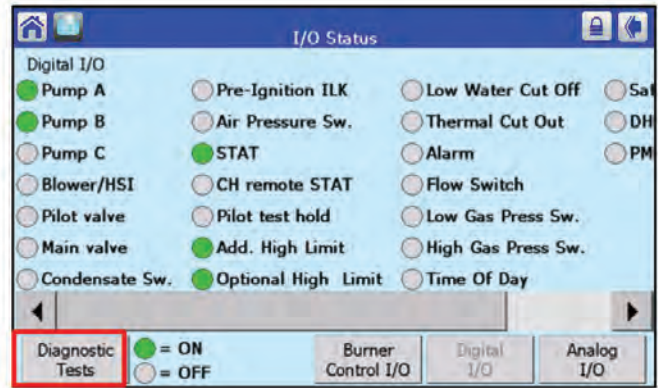 I/O Status
Digital I/O
Pump A Pre-Ignition ILK Low Water Cut Off Sat
Pump B Air Pressure Sw. Thermal Cut Out DH
Pump C STAT Alarm PM
Blower/HSI CH remote STAT Flow Switch
Pilot valve Pilot test hold Low Gas Press Sw.
Main valve Add. High Limit High Gas Press Sw.
Condensate Sw. Optional High Limit Time Of Day
Diagnostic = ON Burner Digital Analog
Tests = OFF Control I/O I/O I/O